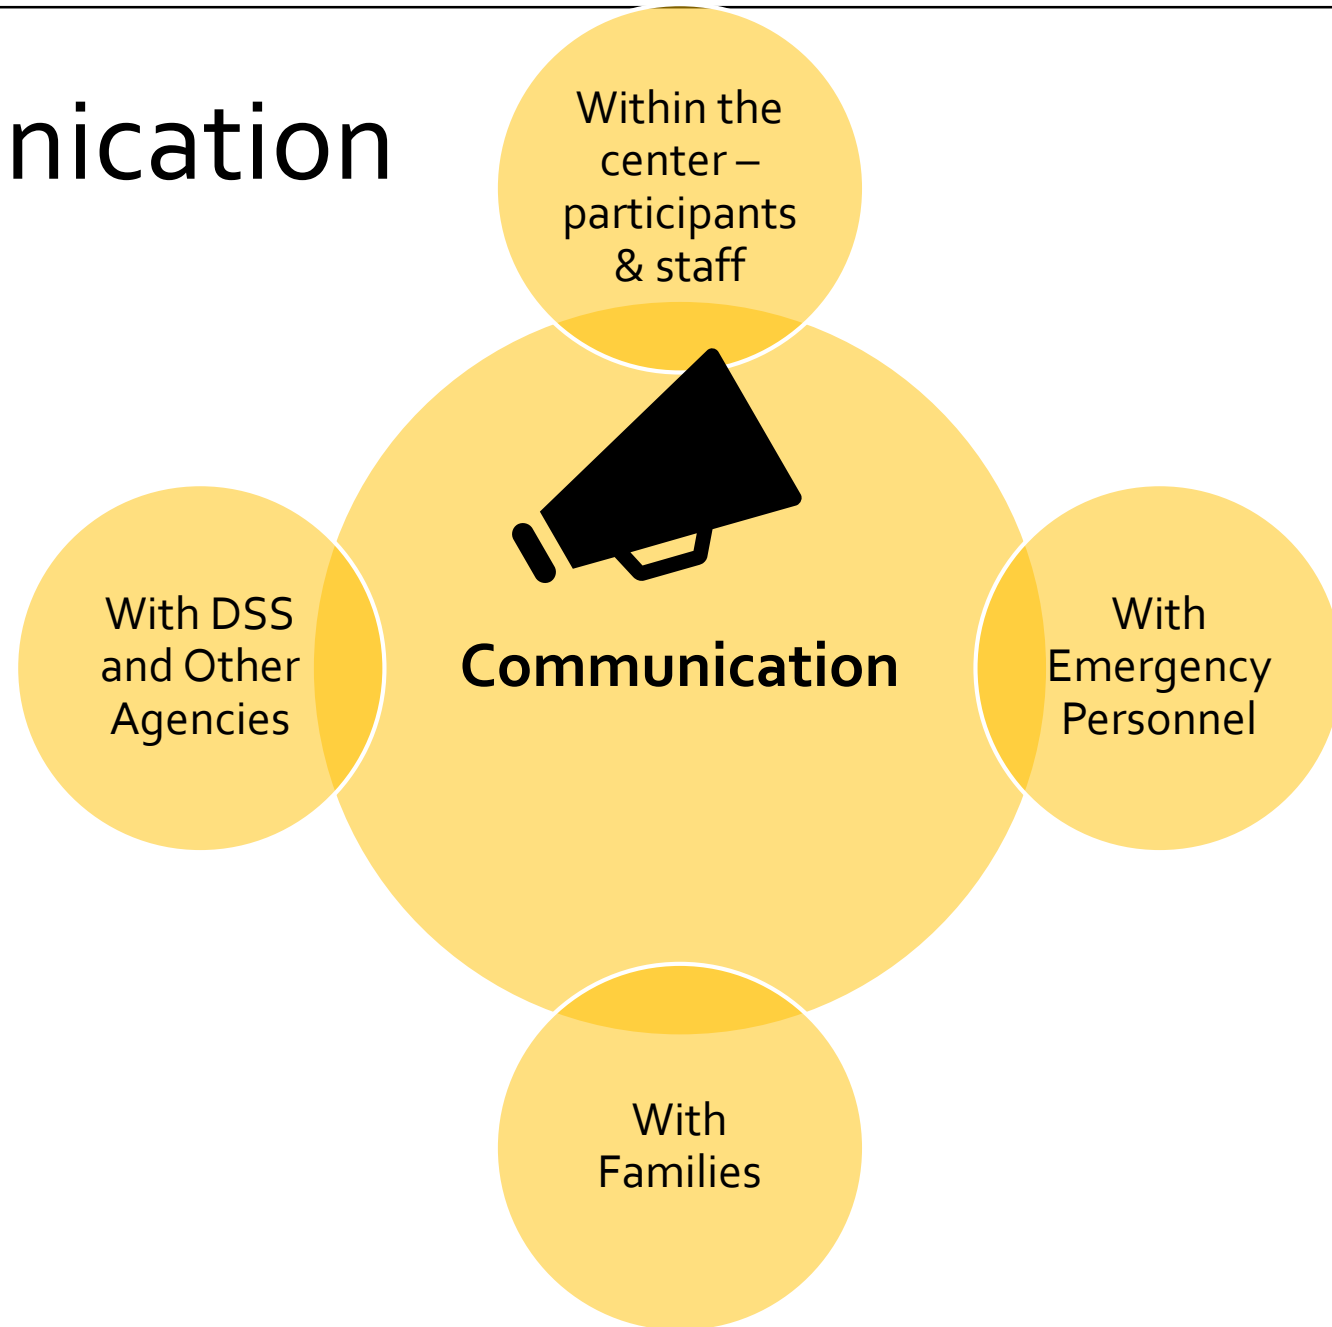 nication
Within the
center –
participants
& staff
With DSS
and Other
Agencies
Communication
With
Emergency
Personnel
With
Families